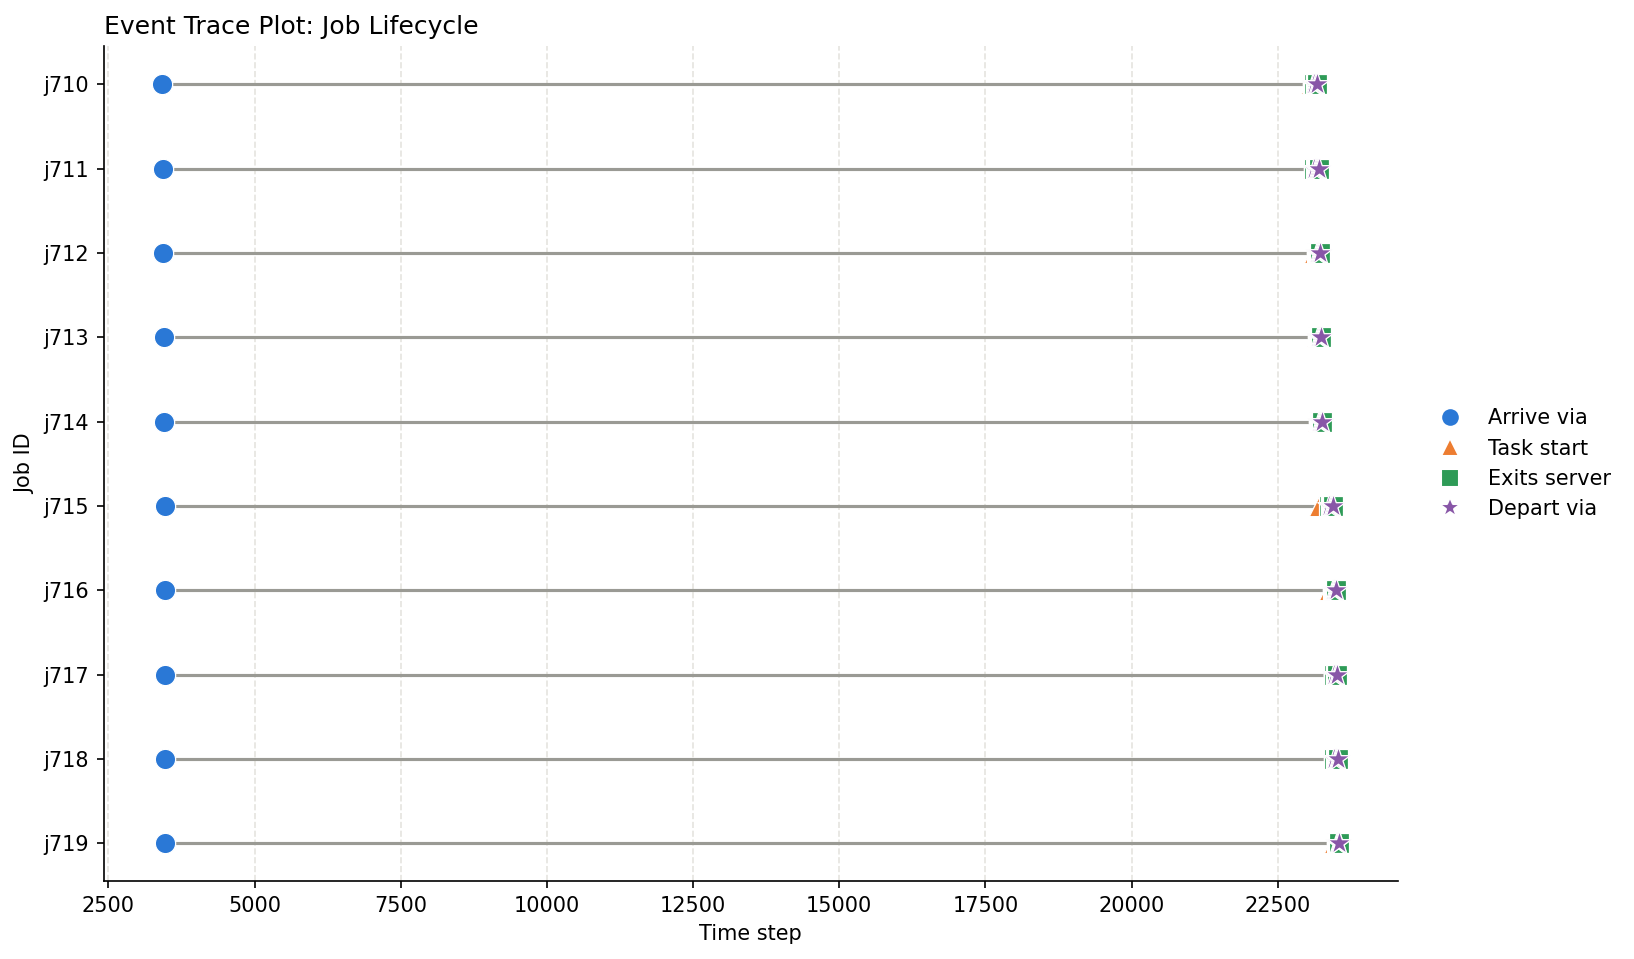 Event Trace Plot: Job Lifecycle
j710
j711
j712
j713
j714
j715
j716
j717
j718
j719
Job ID
2500 5000 7500 10000 12500 15000 17500 20000 22500
Time step
Arrive via
Task start
Exits server
Depart via